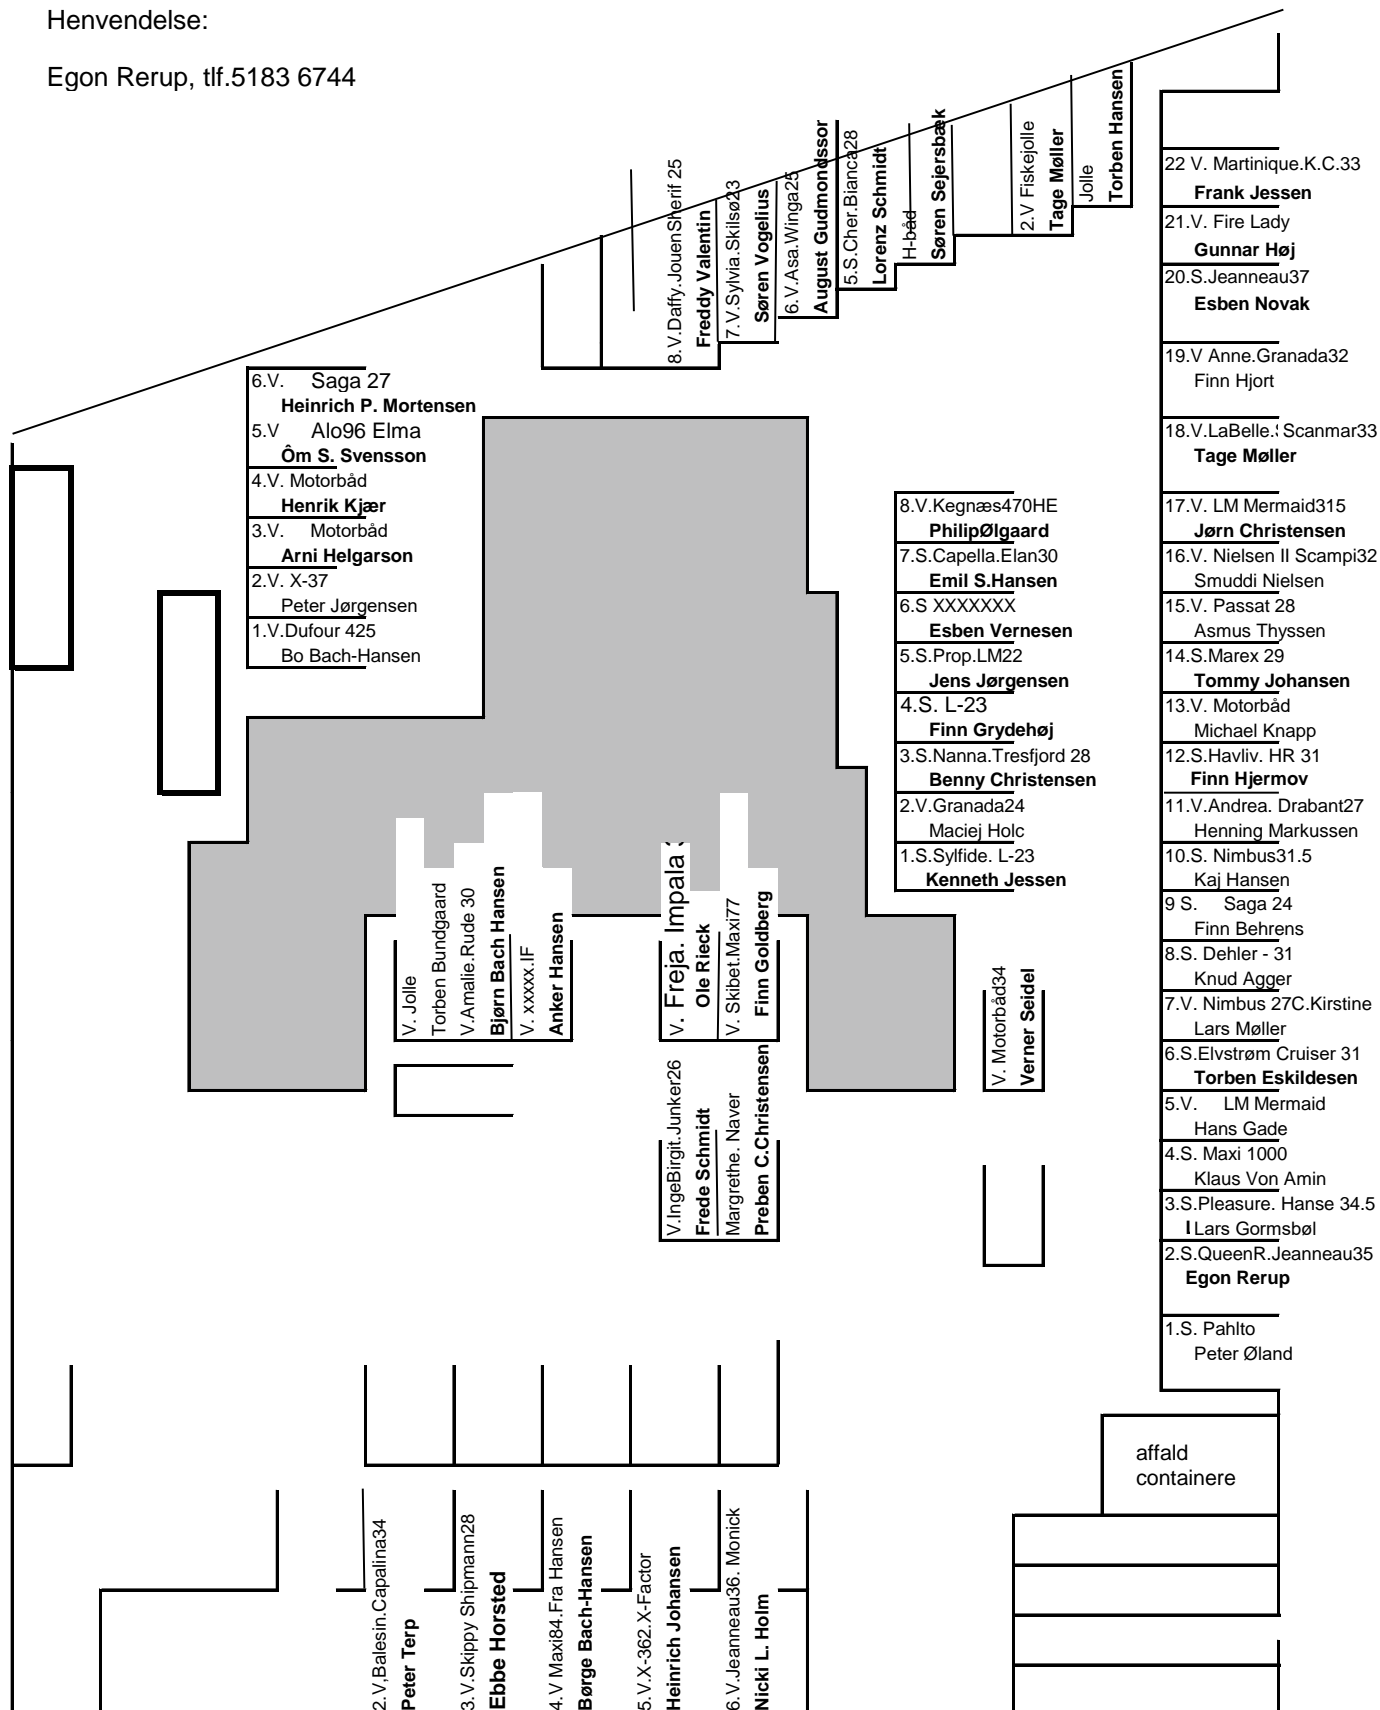 Henvendelse:
Egon Rerup, tlf.5183 6744
8.V.Daffy.JouenSherif 25
Freddy Valentin
7.V.Sylvia.Skilsø23
Søren Vogelius
6.V.Asa.Winga25
August Gudmondssor
5.S.Cher.Bianca28
Lorenz Schmidt
H-båd
Søren Sejersbæk
2.V Fiskejolle
Tage Møller
Jolle
Torben Hansen
22 V. Martinique.K.C.33
Frank Jessen
21.V. Fire Lady
Gunnar Høj
20.S.Jeanneau37
Esben Novak
19.V Anne.Granada32
Finn Hjort
18.V.LaBelle. Scanmar33
Tage Møller
17.V. LM Mermaid315
Jørn Christensen
16.V. Nielsen II Scampi32
Smuddi Nielsen
15.V. Passat 28
Asmus Thyssen
14.S.Marex 29
Tommy Johansen
13.V. Motorbåd
Michael Knapp
12.S.Havliv. HR 31
Finn Hjermov
11.V.Andrea. Drabant27
Henning Markussen
10.S. Nimbus31.5
Kaj Hansen
9 S. Saga 24
Finn Behrens
8.S. Dehler - 31
Knud Agger
7.V. Nimbus 27C.Kirstine
Lars Møller
6.S.Elvstrøm Cruiser 31
Torben Eskildesen
5.V. LM Mermaid
Hans Gade
4.S. Maxi 1000
Klaus Von Amin
3.S.Pleasure. Hanse 34.5
Lars Gormsbøl
2.S.QueenR.Jeanneau35
Egon Rerup
1.S. Pahlto
Peter Øland
6.V. Saga 27
Heinrich P. Mortensen
5.V Alo96 Elma
Ôm S. Svensson
4.V. Motorbåd
Henrik Kjær
3.V. Motorbåd
Arni Helgarson
2.V. X-37
Peter Jørgensen
1.V.Dufour 425
Bo Bach-Hansen
8.V.Kegnæs470HE
PhilipØlgaard
7.S.Capella.Elan30
Emil S.Hansen
6.S XXXXXXX
Esben Vernesen
5.S.Prop.LM22
Jens Jørgensen
4.S. L-23
Finn Grydehøj
3.S.Nanna.Tresfjord 28
Benny Christensen
2.V.Granada24
Maciej Holc
1.S.Sylfide. L-23
Kenneth Jessen
V. Jolle
Torben Bundgaard
V.Amalie.Rude 30
Bjørn Bach Hansen
V. xxxxx.IF
Anker Hansen
V. Freja. Impala
Ole Rieck
V. Skibet.Maxi77
Finn Goldberg
V. Motorbåd34
Verner Seidel
V.IngeBirgit.Junker26
Frede Schmidt
Margrethe. Naver
Preben C.Christensen
affald
containere
2.V,Balesin.Capalina34
Peter Terp
3.V.Skippy Shipmann28
Ebbe Horsted
4.V Maxi84.Fra Hansen
Børge Bach-Hansen
5.V.X-362.X-Factor
Heinrich Johansen
6.V.Jeanneau36. Monick
Nicki L. Holm